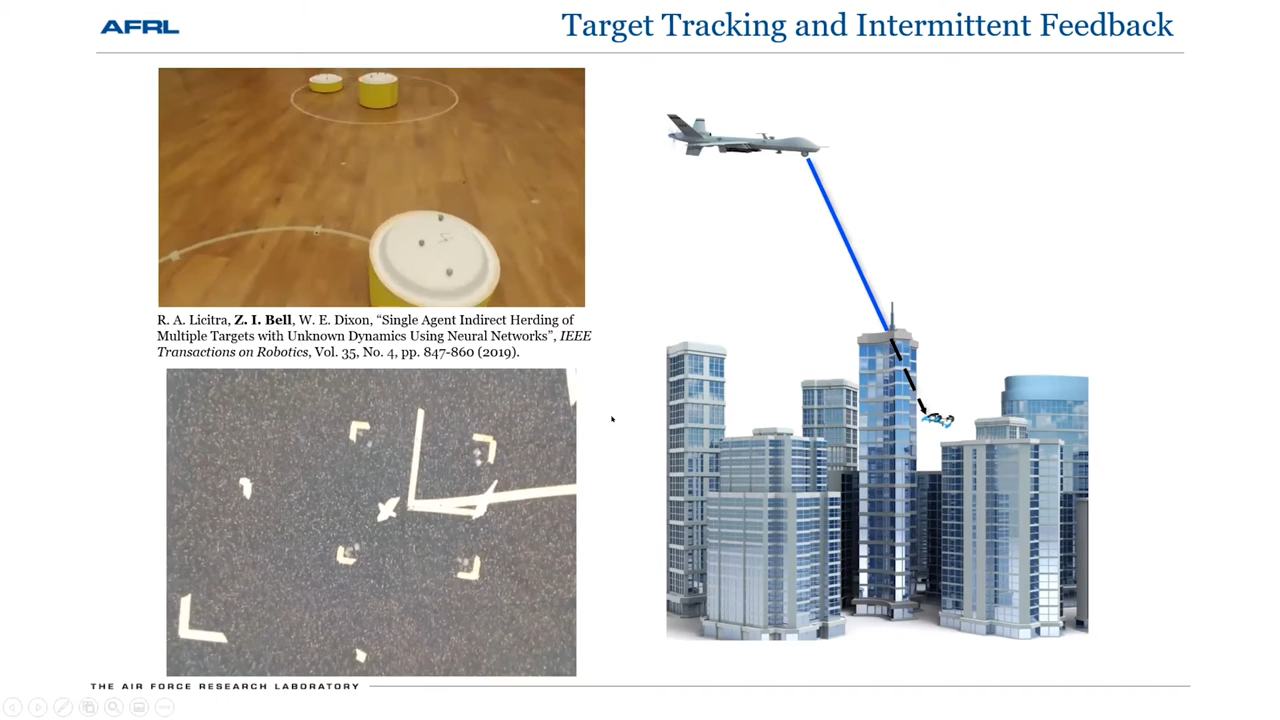 AFRL
Target Tracking and Intermittent Feedback
R. A. Licitra, Z. I. Bell, W. E. Dixon, “Single Agent Indirect Herding of
Multiple Targets with Unknown Dynamics Using Neural Networks”, IEEE
Transactions on Robotics, Vol. 35, No. 4, pp. 847-860 (2019).
THE AIR FORCE RESEARCH LABORATORY